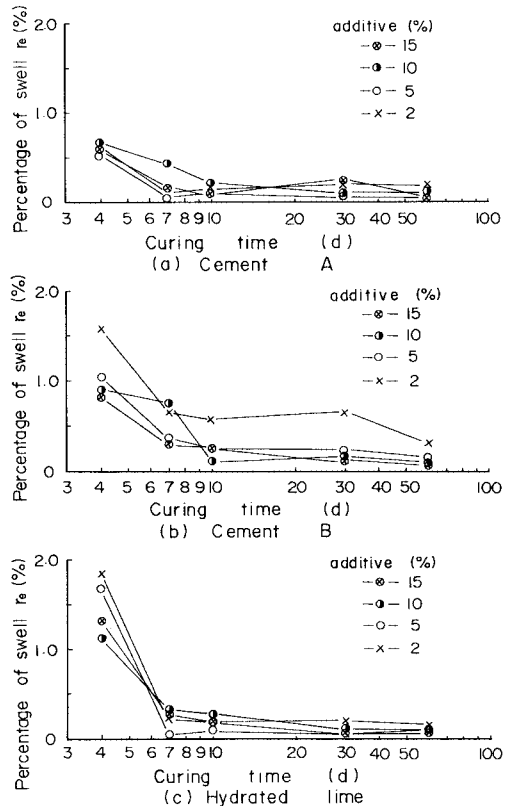 Percentage of swell rₑ (%)
2.0
1.0
0
additive (%)
15
10
5
2
3 4 5 6 7 8 9 10 20 30 40 50 100
Curing time (d)
(a) Cement A
Percentage of swell rₑ (%)
2.0
1.0
0
additive (%)
15
10
5
2
3 4 5 6 7 8 9 10 20 30 40 50 100
Curing time (d)
(b) Cement B
Percentage of swell rₑ (%)
2.0
1.0
0
additive (%)
15
10
5
2
3 4 5 6 7 8 9 10 20 30 40 50 100
Curing time (d)
(c) Hydrated lime